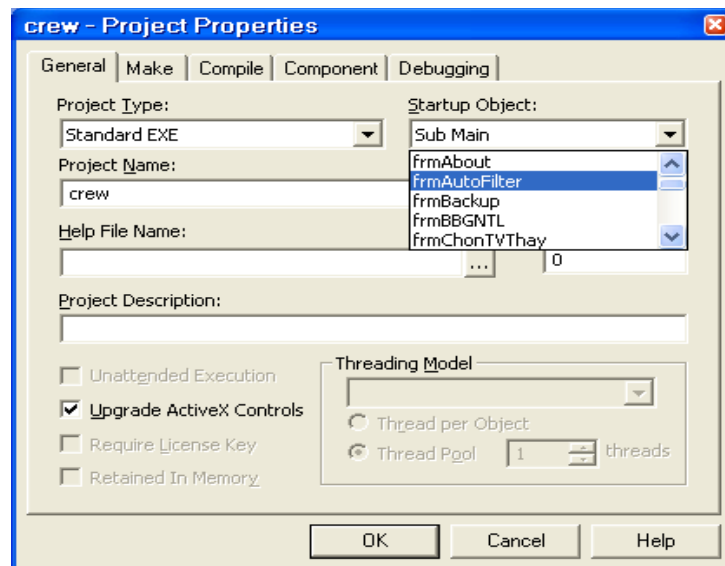 crew - Project Properties
General Make Compile Component Debugging
Project Type: Startup Object:
Standard EXE Sub Main
Project Name:
crew
frmAbout
frmAutoFilter
frmBackup
frmBBGNTL
frmChonTVThay
Help File Name:
... 0
Project Description:
Unattended Execution
Upgrade ActiveX Controls
Require License Key
Retained In Memory
Threading Model
Thread per Object
Thread Pool 1 threads
OK Cancel Help